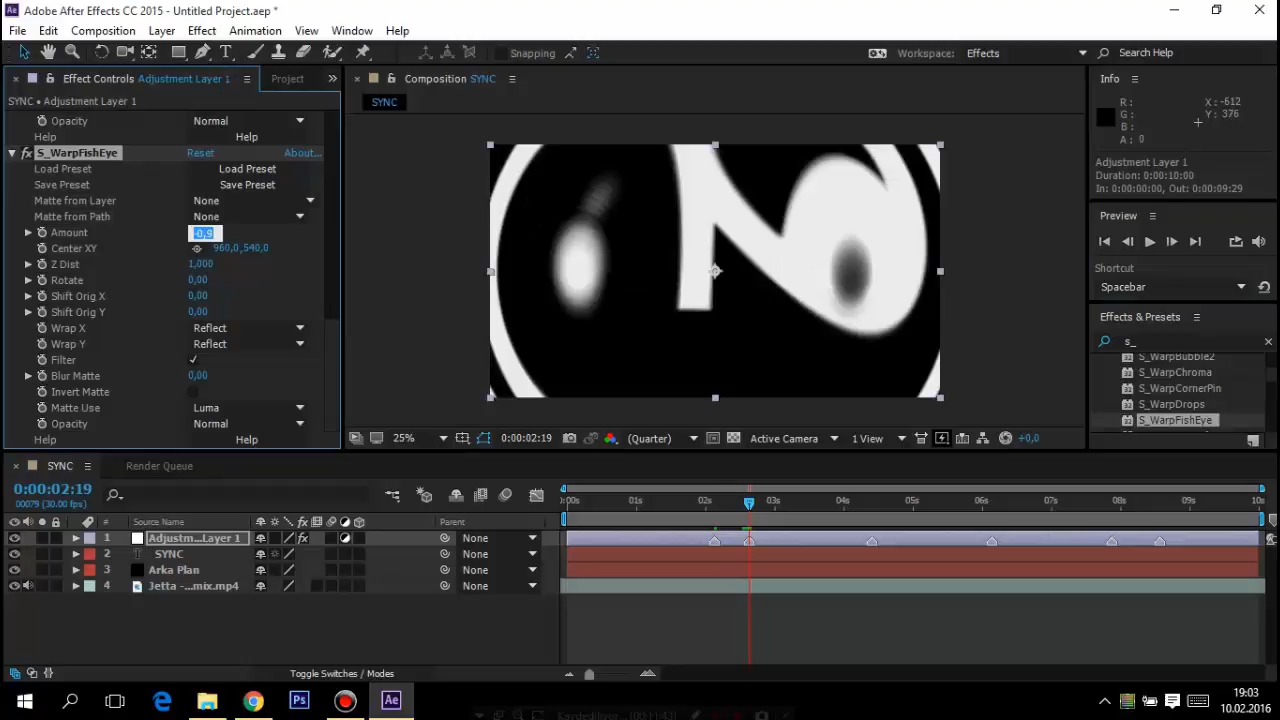 Adobe After Effects CC 2015 - Untitled Project.aep *
File Edit Composition Layer Effect Animation View Window Help
Snapping
Workspace: Effects
Search Help
Effect Controls Adjustment Layer 1
Project
SYNC • Adjustment Layer 1
Opacity Normal
Help Help
fx S_WarpFishEye Reset About...
Load Preset Load Preset
Save Preset Save Preset
Matte from Layer None
Matte from Path None
Amount -0,9
Center XY 960,0,540,0
Z Dist 1,000
Rotate 0,00
Shift Orig X 0,00
Shift Orig Y 0,00
Wrap X Reflect
Wrap Y Reflect
Filter
Blur Matte 0,00
Invert Matte
Matte Use Luma
Opacity Normal
Help Help
Composition SYNC
SYNC
25% 0:00:02:19 (Quarter) Active Camera 1 View +0,0
Info
R: X: -612
G: Y: 376
B:
A: 0
Adjustment Layer 1
Duration: 0:00:10:00
In: 0:00:00:00, Out: 0:00:09:29
Preview
Shortcut
Spacebar
Effects & Presets
s_
S_WarpBubble2
S_WarpChroma
S_WarpCornerPin
S_WarpDrops
S_WarpFishEye
SYNC
Render Queue
0:00:02:19
00079 (30.00 fps)
:00s 01s 02s 03s 04s 05s 06s 07s 08s 09s 10s
# Source Name Parent
1 Adjustm...Layer 1 None
2 T SYNC None
3 Arka Plan None
4 Jetta -...mix.mp4 None
Toggle Switches / Modes
Ps
Ae
19:03
10.02.2016